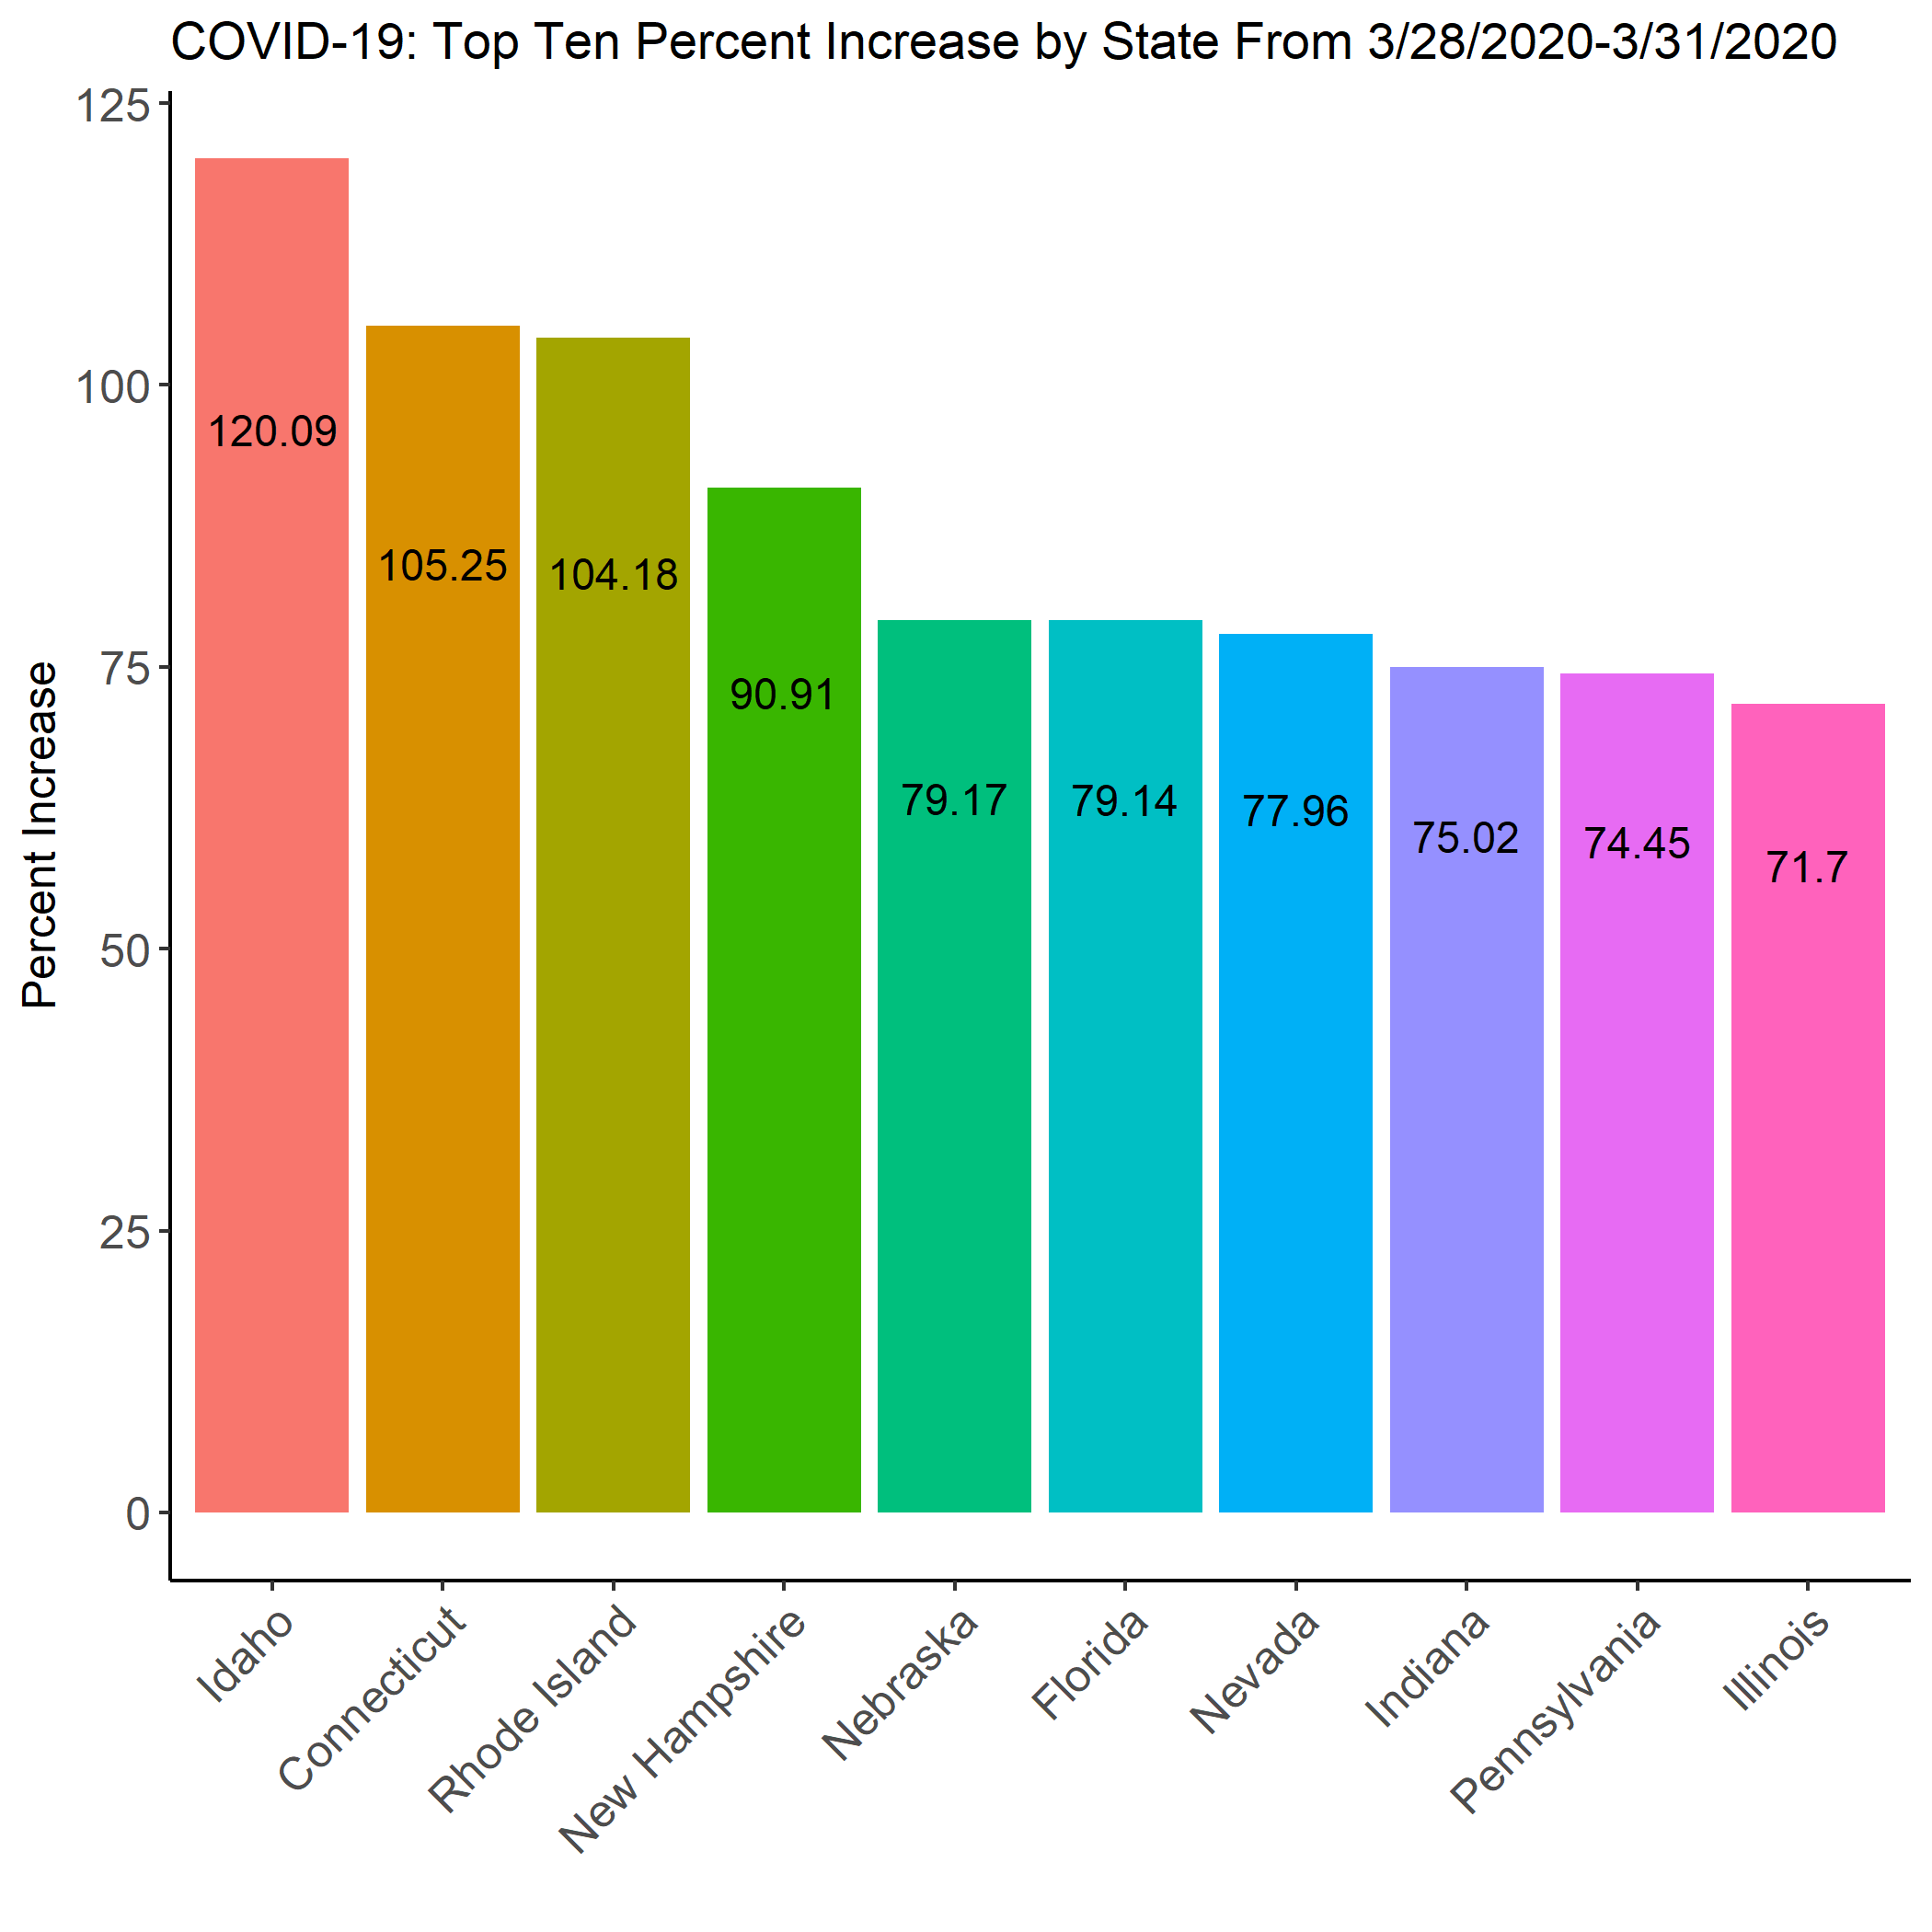 COVID-19: Top Ten Percent Increase by State From 3/28/2020-3/31/2020
Percent Increase
125
100
75
50
25
0
120.09
105.25
104.18
90.91
79.17
79.14
77.96
75.02
74.45
71.7
Idaho
Connecticut
Rhode Island
New Hampshire
Nebraska
Florida
Nevada
Indiana
Pennsylvania
Illinois